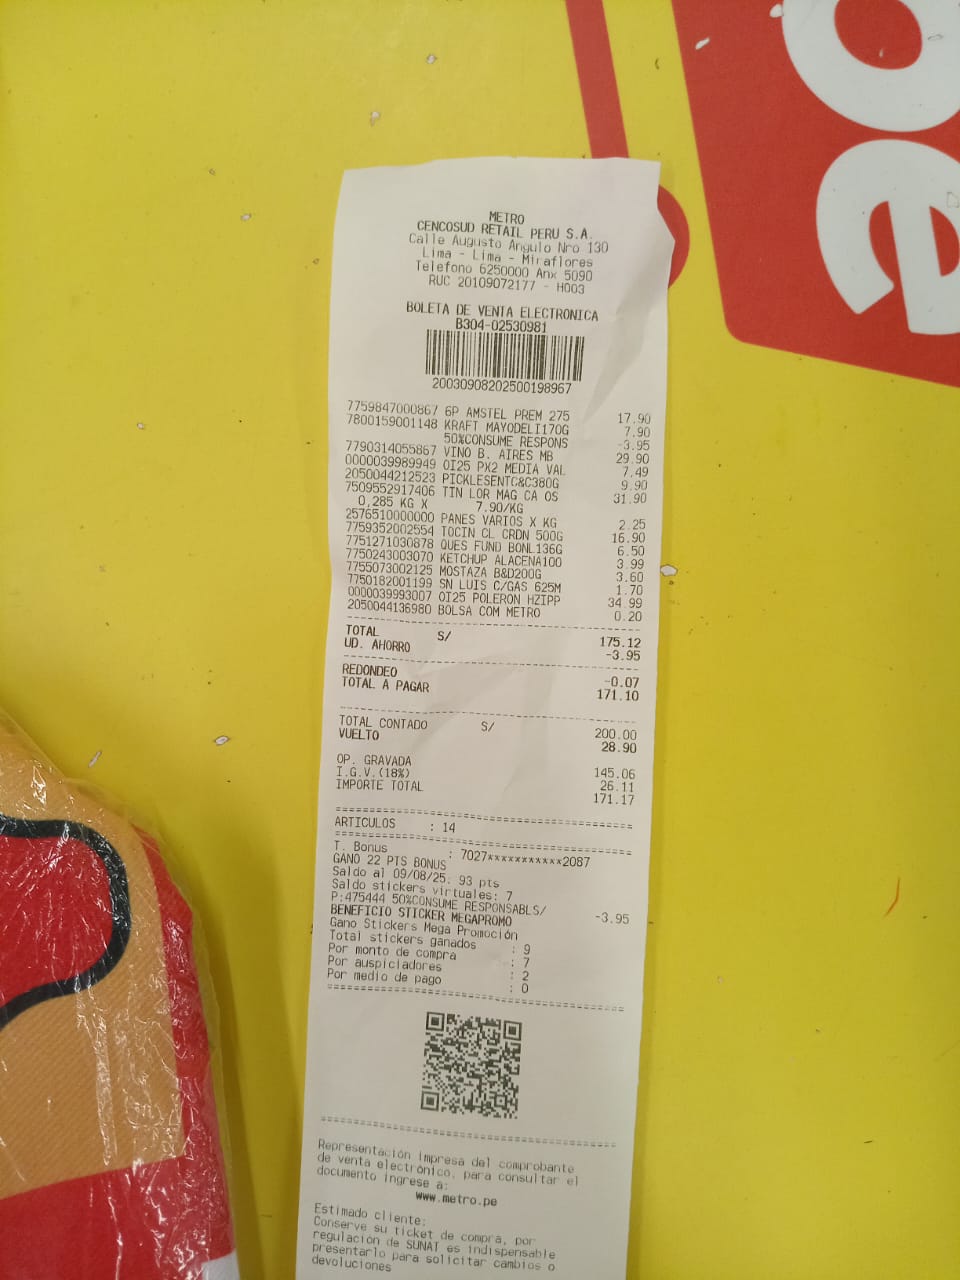 oe
METRO
CENCOSUD RETAIL PERU S.A.
Calle Augusto Angulo Nro 130
Lima - Lima - Miraflores
Telefono 6250000 Anx 5090
RUC 20109072177 - H003
BOLETA DE VENTA ELECTRONICA
B304-02530981
20030908202500198967
7759847000867 6P AMSTEL PREM 275 17.90
7800159001148 KRAFT MAYODELI170G 7.90
50%CONSUME RESPONS -3.95
7790314055867 VINO B. AIRES MB 29.90
0000039989949 OI25 PX2 MEDIA VAL 7.49
2050044212523 PICKLESENTC&C380G 9.90
7509552917406 TIN LOR MAG CA OS 31.90
0.285 KG X 7.90/KG
2576510000000 PANES VARIOS X KG 2.25
7759352002554 TOCIN CL CRDN 500G 16.90
7751271030878 QUES FUND BONL136G 6.50
7750243003070 KETCHUP ALACENA100 3.99
7755073002125 MOSTAZA B&D200G 3.60
7750182001199 SN LUIS C/GAS 625M 1.70
0000039993007 OI25 POLERON HZIPP 34.99
2050044136980 BOLSA COM METRO 0.20
TOTAL S/ 175.12
UD. AHORRO -3.95
REDONDEO -0.07
TOTAL A PAGAR 171.10
TOTAL CONTADO S/ 200.00
VUELTO 28.90
OP. GRAVADA 145.06
I.G.V.(18%) 26.11
IMPORTE TOTAL 171.17
ARTICULOS : 14
T. Bonus : 7027***********2087
GANO 22 PTS BONUS
Saldo al 09/08/25: 93 pts
Saldo stickers virtuales: 7
P:475444 50%CONSUME RESPONSABLS/ -3.95
BENEFICIO STICKER MEGAPROMO
Gano Stickers Mega Promoción
Total stickers ganados : 9
Por monto de compra : 7
Por auspiciadores : 2
Por medio de pago : 0
Representación impresa del comprobante
de venta electrónico, para consultar el
documento ingrese a:
www.metro.pe
Estimado cliente:
Conserve su ticket de compra, por
regulación de SUNAT es indispensable
presentarlo para solicitar cambios o
devoluciones